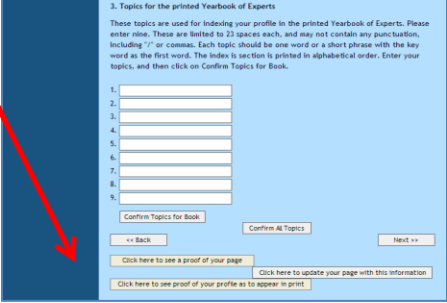 3. Topics for the printed Yearbook of Experts
These topics are used for indexing your profile in the printed Yearbook of Experts. Please
enter nine. These are limited to 23 spaces each, and may not contain any punctuation,
including "/" or commas. Each topic should be one word or a short phrase with the key
word as the first word. The index is section is printed in alphabetical order. Enter your
topics, and then click on Confirm Topics for Book.
1.
2.
3.
4.
5.
6.
7.
8.
9.
Confirm Topics for Book
Confirm All Topics
<< Back
Next >>
Click here to see a proof of your page
Click here to update your page with this information
Click here to see proof of your profile as to appear in print